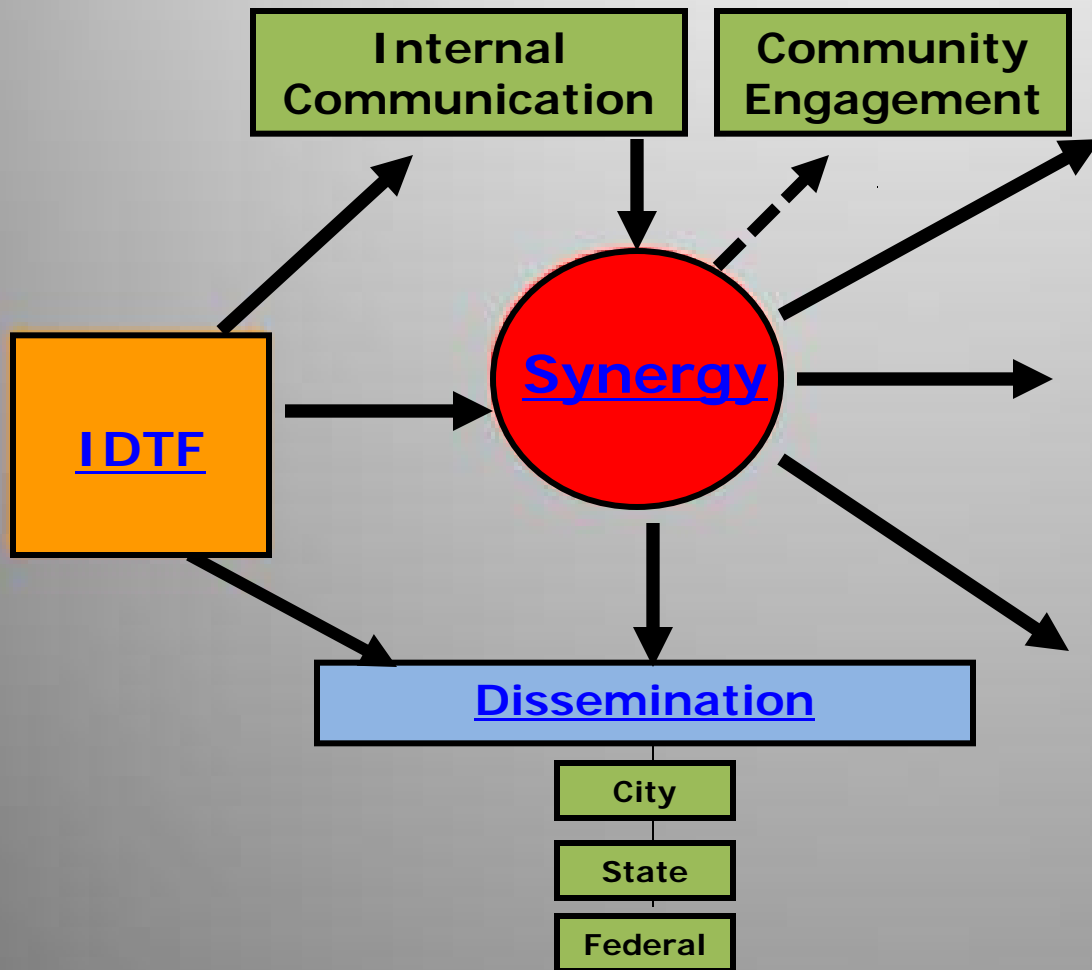 Internal
Communication
Community
Engagement
Synergy
IDTF
Dissemination
City
State
Federal